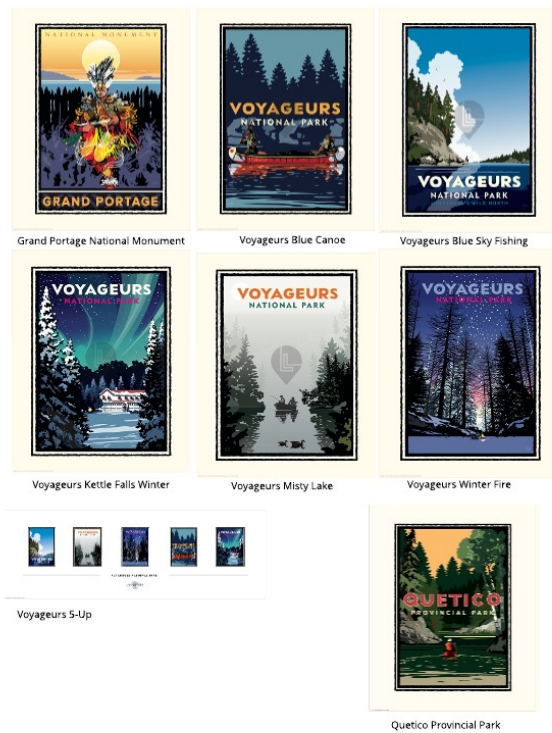 NATIONAL MONUMENT
GRAND PORTAGE
Grand Portage National Monument
VOYAGEURS
NATIONAL PARK
Voyageurs Blue Canoe
VOYAGEURS
NATIONAL PARK
Voyageurs Blue Sky Fishing
VOYAGEURS
NATIONAL PARK
Voyageurs Kettle Falls Winter
VOYAGEURS
NATIONAL PARK
Voyageurs Misty Lake
VOYAGEURS
NATIONAL PARK
Voyageurs Winter Fire
Voyageurs 5-Up
QUETICO
PROVINCIAL PARK
Quetico Provincial Park